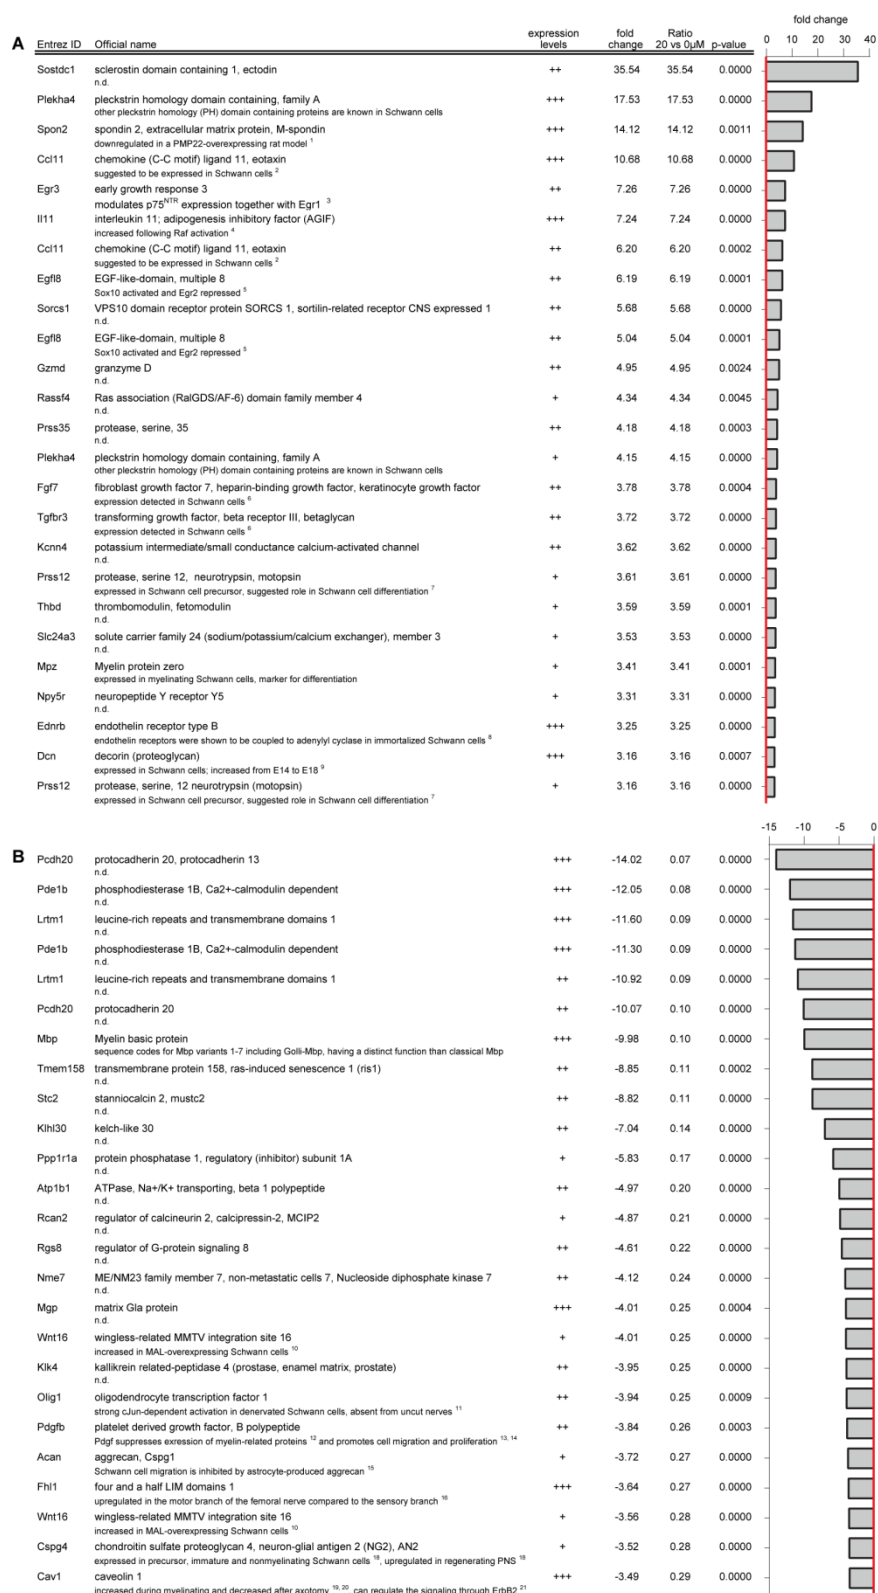 fold change
A Entrez ID Official name expression levels fold change Ratio 20 vs 0µM p-value 0 10 20 30 40
Sostdc1 sclerostin domain containing 1, ectodin ++ 35.54 35.54 0.0000
n.d.
Plekha4 pleckstrin homology domain containing, family A +++ 17.53 17.53 0.0000
other pleckstrin homology (PH) domain containing proteins are known in Schwann cells
Spon2 spondin 2, extracellular matrix protein, M-spondin +++ 14.12 14.12 0.0011
downregulated in a PMP22-overexpressing rat model 1
Ccl11 chemokine (C-C motif) ligand 11, eotaxin +++ 10.68 10.68 0.0000
suggested to be expressed in Schwann cells 2
Egr3 early growth response 3 ++ 7.26 7.26 0.0000
modulates p75NTR expression together with Egr1 3
Il11 interleukin 11; adipogenesis inhibitory factor (AGIF) +++ 7.24 7.24 0.0000
increased following Raf activation 4
Ccl11 chemokine (C-C motif) ligand 11, eotaxin ++ 6.20 6.20 0.0002
suggested to be expressed in Schwann cells 2
Egfl8 EGF-like-domain, multiple 8 ++ 6.19 6.19 0.0001
Sox10 activated and Egr2 repressed 5
Sorcs1 VPS10 domain receptor protein SORCS 1, sortilin-related receptor CNS expressed 1 ++ 5.68 5.68 0.0000
n.d.
Egfl8 EGF-like-domain, multiple 8 ++ 5.04 5.04 0.0001
Sox10 activated and Egr2 repressed 5
Gzmd granzyme D ++ 4.95 4.95 0.0024
n.d.
Rassf4 Ras association (RalGDS/AF-6) domain family member 4 + 4.34 4.34 0.0045
n.d.
Prss35 protease, serine, 35 ++ 4.18 4.18 0.0003
n.d.
Plekha4 pleckstrin homology domain containing, family A + 4.15 4.15 0.0000
other pleckstrin homology (PH) domain containing proteins are known in Schwann cells
Fgf7 fibroblast growth factor 7, heparin-binding growth factor, keratinocyte growth factor ++ 3.78 3.78 0.0004
expression detected in Schwann cells 6
Tgfbr3 transforming growth factor, beta receptor III, betaglycan ++ 3.72 3.72 0.0000
expression detected in Schwann cells 6
Kcnn4 potassium intermediate/small conductance calcium-activated channel ++ 3.62 3.62 0.0000
n.d.
Prss12 protease, serine 12, neurotrypsin, motopsin + 3.61 3.61 0.0000
expressed in Schwann cell precursor, suggested role in Schwann cell differentiation 7
Thbd thrombomodulin, fetomodulin + 3.59 3.59 0.0001
n.d.
Slc24a3 solute carrier family 24 (sodium/potassium/calcium exchanger), member 3 + 3.53 3.53 0.0000
n.d.
Mpz Myelin protein zero + 3.41 3.41 0.0001
expressed in myelinating Schwann cells, marker for differentiation
Npy5r neuropeptide Y receptor Y5 + 3.31 3.31 0.0000
n.d.
Ednrb endothelin receptor type B +++ 3.25 3.25 0.0000
endothelin receptors were shown to be coupled to adenylyl cyclase in immortalized Schwann cells 8
Dcn decorin (proteoglycan) +++ 3.16 3.16 0.0007
expressed in Schwann cells; increased from E14 to E18 9
Prss12 protease, serine, 12 neurotrypsin (motopsin) + 3.16 3.16 0.0000
expressed in Schwann cell precursor, suggested role in Schwann cell differentiation 7
-15 -10 -5 0
B Pcdh20 protocadherin 20, protocadherin 13 +++ -14.02 0.07 0.0000
n.d.
Pde1b phosphodiesterase 1B, Ca2+-calmodulin dependent +++ -12.05 0.08 0.0000
n.d.
Lrtm1 leucine-rich repeats and transmembrane domains 1 +++ -11.60 0.09 0.0000
n.d.
Pde1b phosphodiesterase 1B, Ca2+-calmodulin dependent +++ -11.30 0.09 0.0000
n.d.
Lrtm1 leucine-rich repeats and transmembrane domains 1 ++ -10.92 0.09 0.0000
n.d.
Pcdh20 protocadherin 20 ++ -10.07 0.10 0.0000
n.d.
Mbp Myelin basic protein +++ -9.98 0.10 0.0000
sequence codes for Mbp variants 1-7 including Golli-Mbp, having a distinct function than classical Mbp
Tmem158 transmembrane protein 158, ras-induced senescence 1 (ris1) ++ -8.85 0.11 0.0002
n.d.
Stc2 stanniocalcin 2, mustc2 ++ -8.82 0.11 0.0000
n.d.
Klhl30 kelch-like 30 ++ -7.04 0.14 0.0000
n.d.
Ppp1r1a protein phosphatase 1, regulatory (inhibitor) subunit 1A + -5.83 0.17 0.0000
n.d.
Atp1b1 ATPase, Na+/K+ transporting, beta 1 polypeptide ++ -4.97 0.20 0.0000
n.d.
Rcan2 regulator of calcineurin 2, calcipressin-2, MCIP2 + -4.87 0.21 0.0000
n.d.
Rgs8 regulator of G-protein signaling 8 ++ -4.61 0.22 0.0000
n.d.
Nme7 ME/NM23 family member 7, non-metastatic cells 7, Nucleoside diphosphate kinase 7 ++ -4.12 0.24 0.0000
n.d.
Mgp matrix Gla protein +++ -4.01 0.25 0.0004
n.d.
Wnt16 wingless-related MMTV integration site 16 + -4.01 0.25 0.0000
increased in MAL-overexpressing Schwann cells 10
Klk4 kallikrein related-peptidase 4 (prostase, enamel matrix, prostate) ++ -3.95 0.25 0.0000
n.d.
Olig1 oligodendrocyte transcription factor 1 ++ -3.94 0.25 0.0009
strong cJun-dependent activation in denervated Schwann cells, absent from uncut nerves 11
Pdgfb platelet derived growth factor, B polypeptide ++ -3.84 0.26 0.0003
Pdgf suppresses exression of myelin-related proteins 12 and promotes cell migration and proliferation 13, 14
Acan aggrecan, Cspg1 + -3.72 0.27 0.0000
Schwann cell migration is inhibited by astrocyte-produced aggrecan 15
Fhl1 four and a half LIM domains 1 +++ -3.64 0.27 0.0000
upregulated in the motor branch of the femoral nerve compared to the sensory branch 16
Wnt16 wingless-related MMTV integration site 16 + -3.56 0.28 0.0000
increased in MAL-overexpressing Schwann cells 10
Cspg4 chondroitin sulfate proteoglycan 4, neuron-glial antigen 2 (NG2), AN2 + -3.52 0.28 0.0000
expressed in precursor, immature and nonmyelinating Schwann cells 18, upregulated in regenerating PNS 18
Cav1 caveolin 1 +++ -3.49 0.29 0.0000
increased during myelinating and decreased after axotomy 19, 20 can regulate the signaling through ErbB2 21